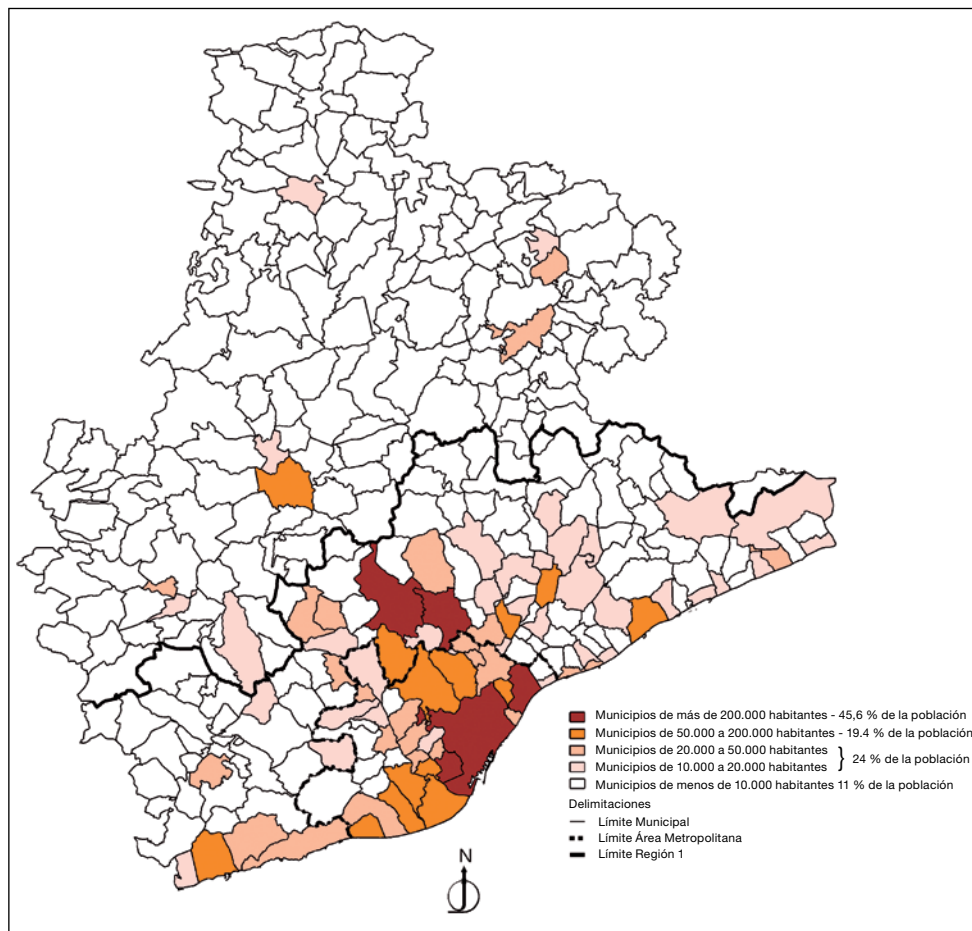 Municipios de más de 200.000 habitantes - 45,6 % de la población
Municipios de 50.000 a 200.000 habitantes - 19.4 % de la población
Municipios de 20.000 a 50.000 habitantes
} 24 % de la población
Municipios de 10.000 a 20.000 habitantes
Municipios de menos de 10.000 habitantes 11 % de la población
Delimitaciones
Límite Municipal
Límite Área Metropolitana
Límite Región 1
N